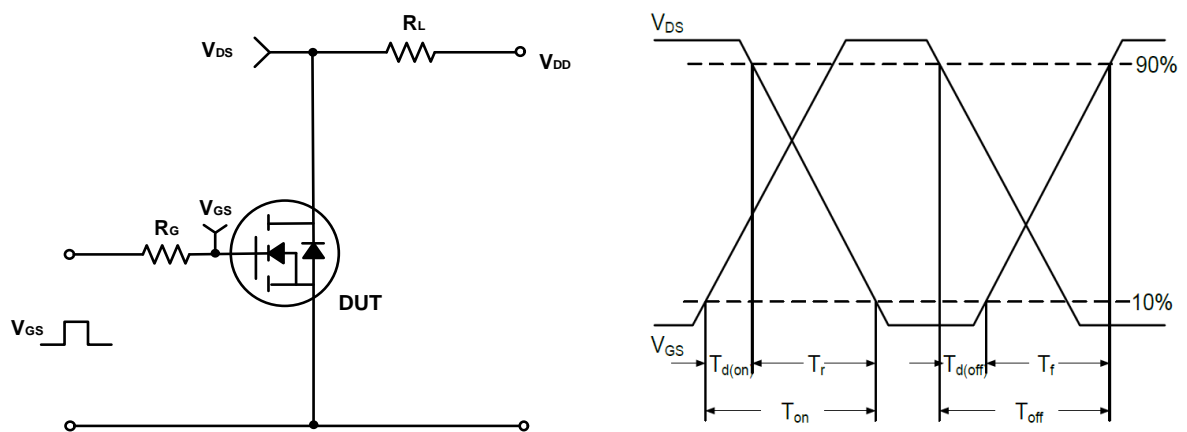 RL
VDS
VDD
VGS
RG
DUT
VGS
VDS
90%
10%
VGS
Td(on)
Tr
Td(off)
Tf
Ton
Toff